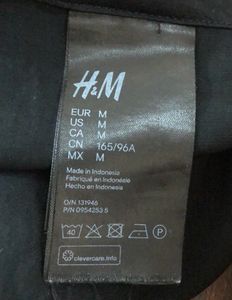 H&M
EUR M
US M
CA M
CN 165/96A
MX M
Made in Indonesia
Fabriqué en Indonésie
Hecho en Indonesia
O/N.131946
P/N 0954253 5
40
P
clevercare.info